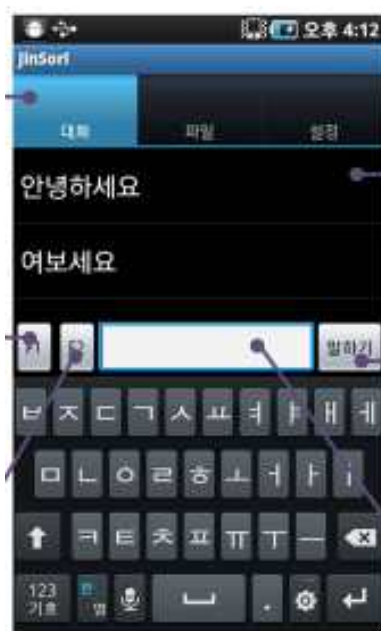 오후 4:12
JinSori
대화 파일 설정
안녕하세요
여보세요
말하기
ㅂ ㅈ ㄷ ㄱ ㅅ ㅛ ㅕ ㅑ ㅐ ㅔ
ㅁ ㄴ ㅇ ㄹ ㅎ ㅗ ㅓ ㅏ ㅣ
ㅋ ㅌ ㅊ ㅍ ㅠ ㅜ ㅡ
123 한 .
기호 영